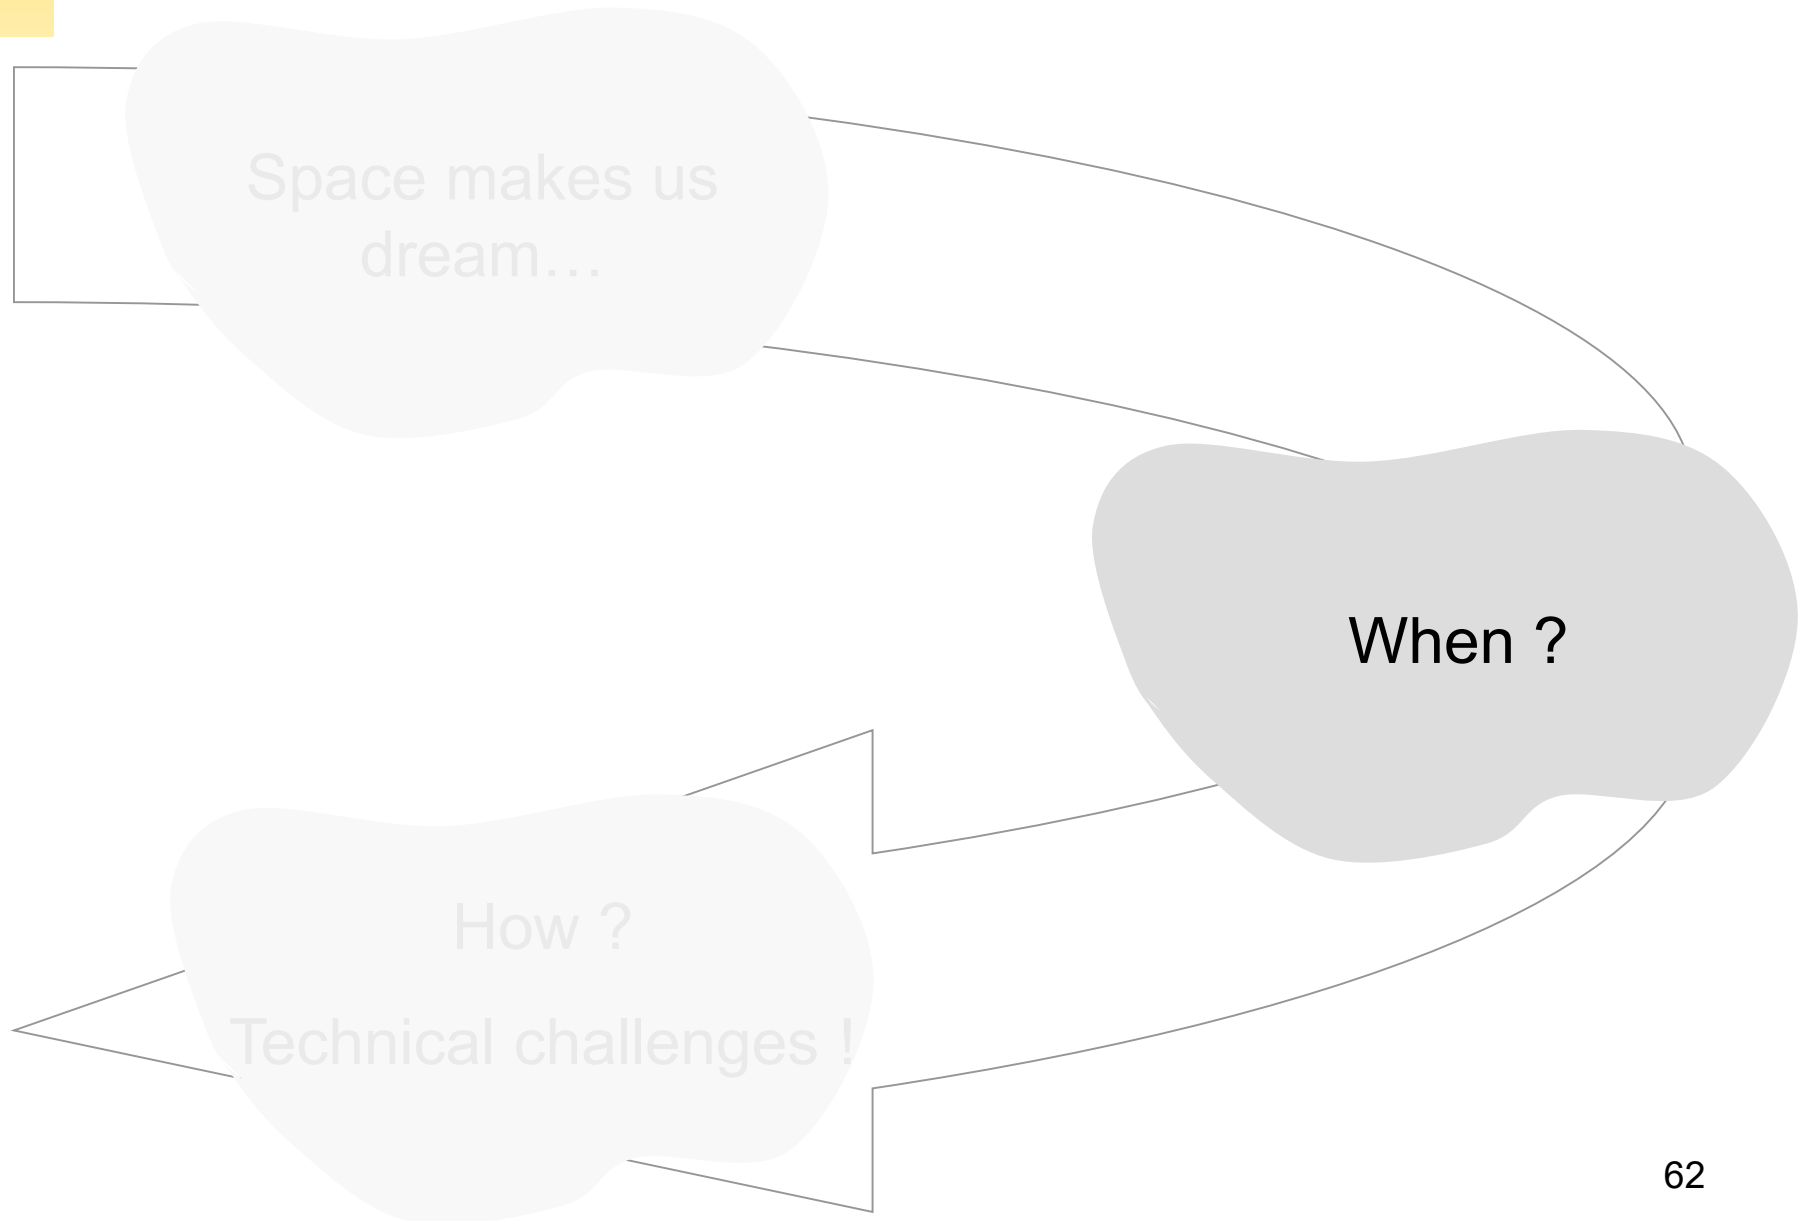 Space makes us
dream…
When ?
How ?
Technical challenges !
62